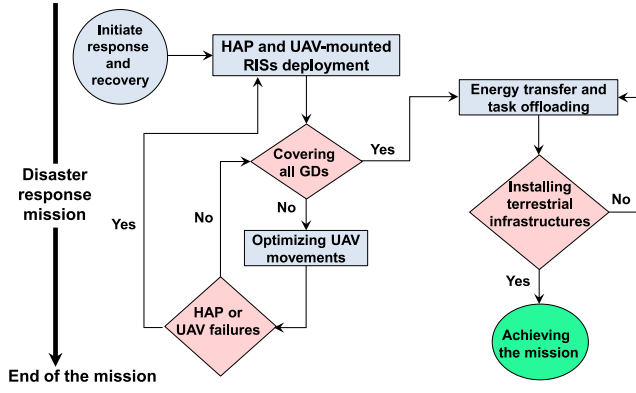 Initiate
response
and
recovery
HAP and UAV-mounted
RISs deployment
Energy transfer and
task offloading
Covering
all GDs
Yes
No
No
Yes
Disaster
response
mission
Optimizing UAV
movements
Installing
terrestrial
infrastructures
No
Yes
HAP or
UAV failures
Achieving
the mission
End of the mission